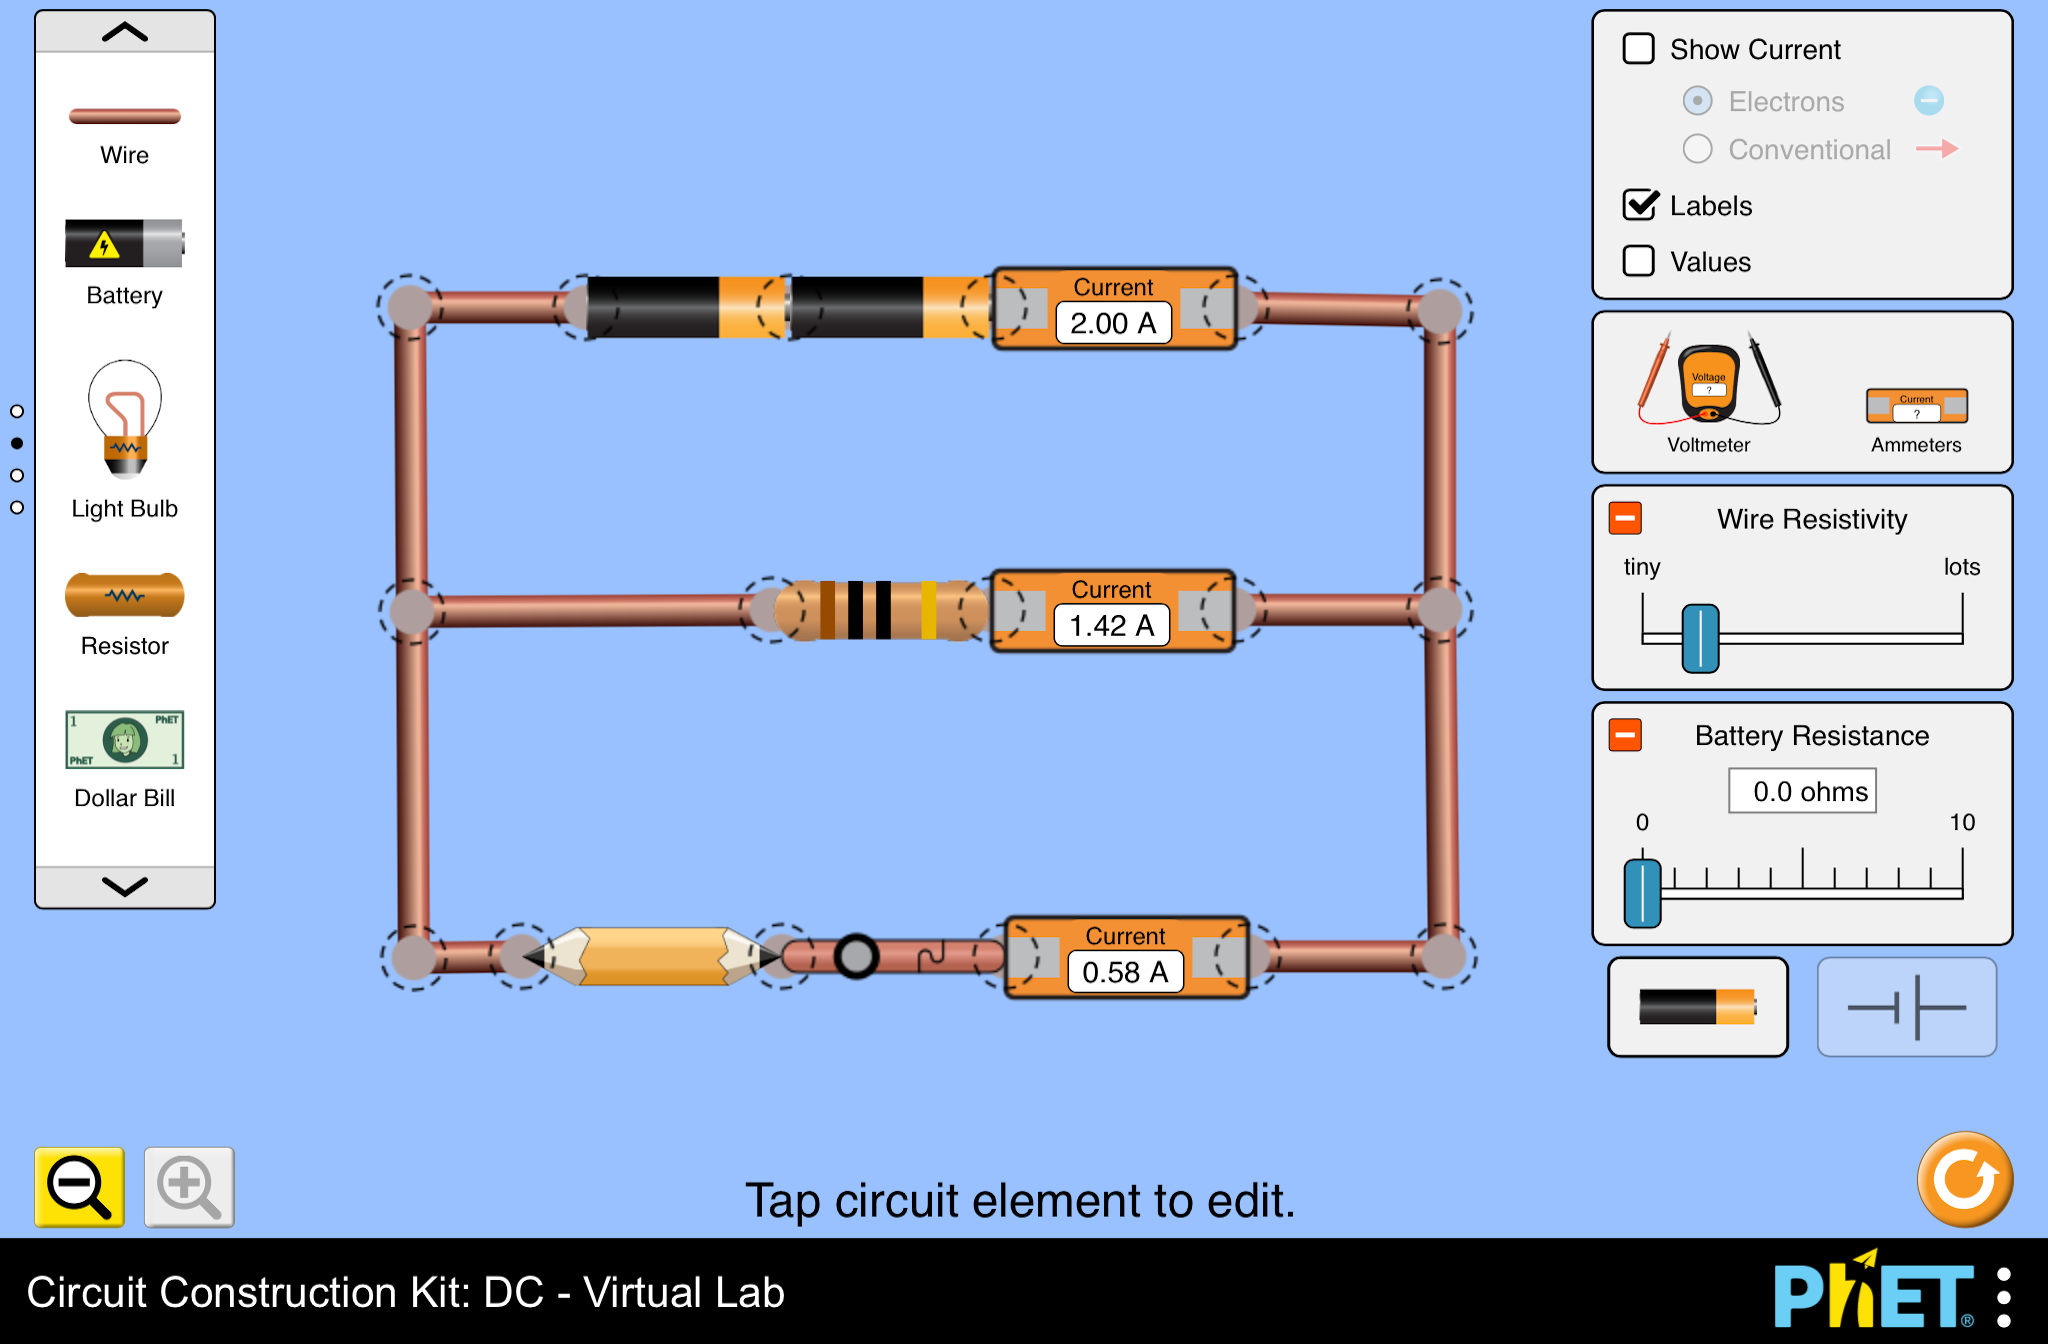 Wire
Battery
Light Bulb
Resistor
1 PhET
PhET 1
Dollar Bill
Current
2.00 A
Current
1.42 A
Current
0.58 A
Show Current
Electrons
Conventional
Labels
Values
Voltage
?
Voltmeter
Current
?
Ammeters
Wire Resistivity
tiny lots
Battery Resistance
0.0 ohms
0 10
Tap circuit element to edit.
Circuit Construction Kit: DC - Virtual Lab
PhET®